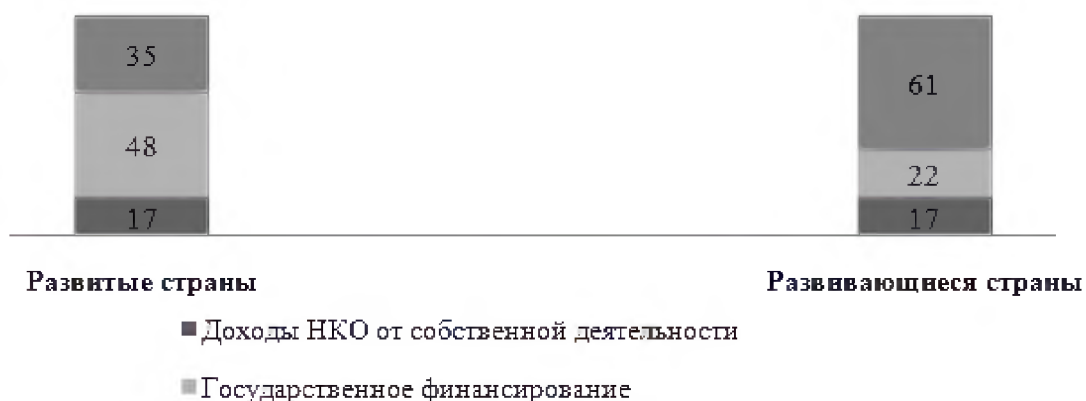 35
61
48
22
17
17
Развитые страны
Развивающиеся страны
Доходы НКО от собственной деятельности
Государственное финансирование